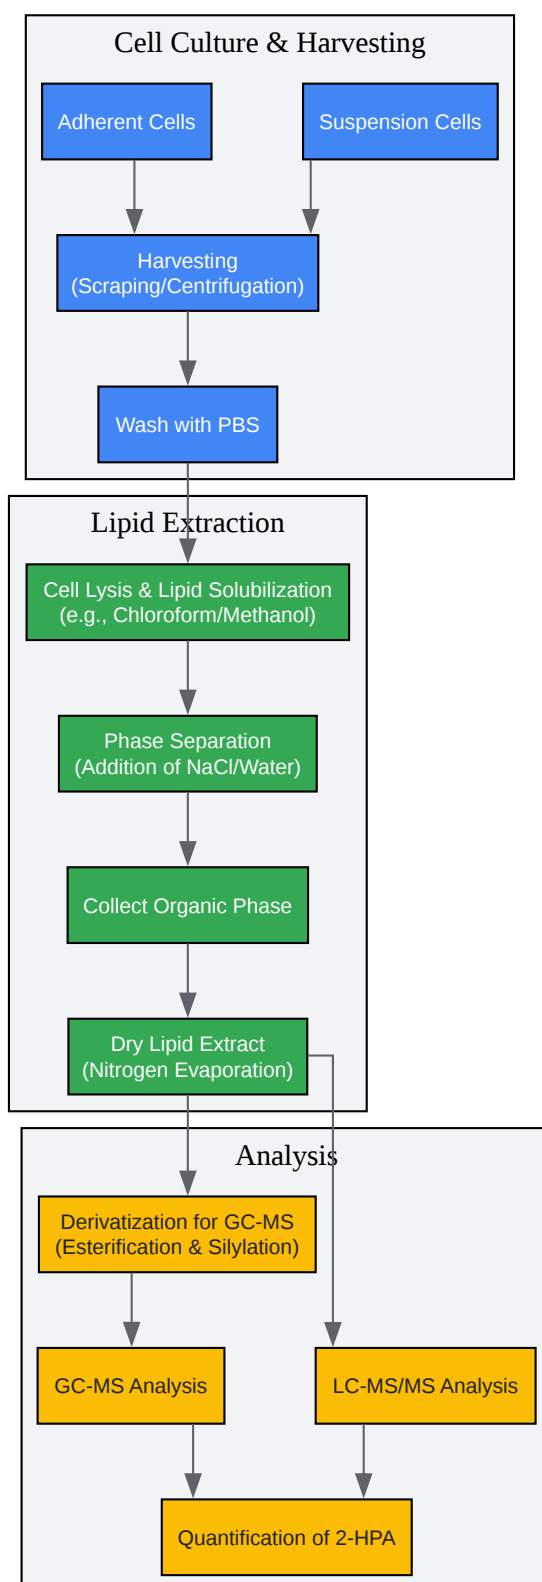 Cell Culture & Harvesting
Adherent Cells
Suspension Cells
Harvesting
(Scraping/Centrifugation)
Wash with PBS
Lipid Extraction
Cell Lysis & Lipid Solubilization
(e.g., Chloroform/Methanol)
Phase Separation
(Addition of NaCl/Water)
Collect Organic Phase
Dry Lipid Extract
(Nitrogen Evaporation)
Analysis
Derivatization for GC-MS
(Esterification & Silylation)
GC-MS Analysis
LC-MS/MS Analysis
Quantification of 2-HPA